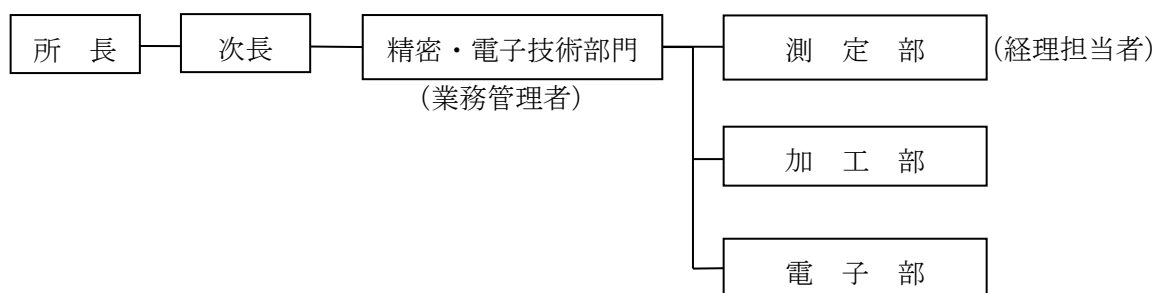 所　長
次長
精密・電子技術部門
(業務管理者)
測　定　部
(経理担当者)
加　工　部
電　子　部